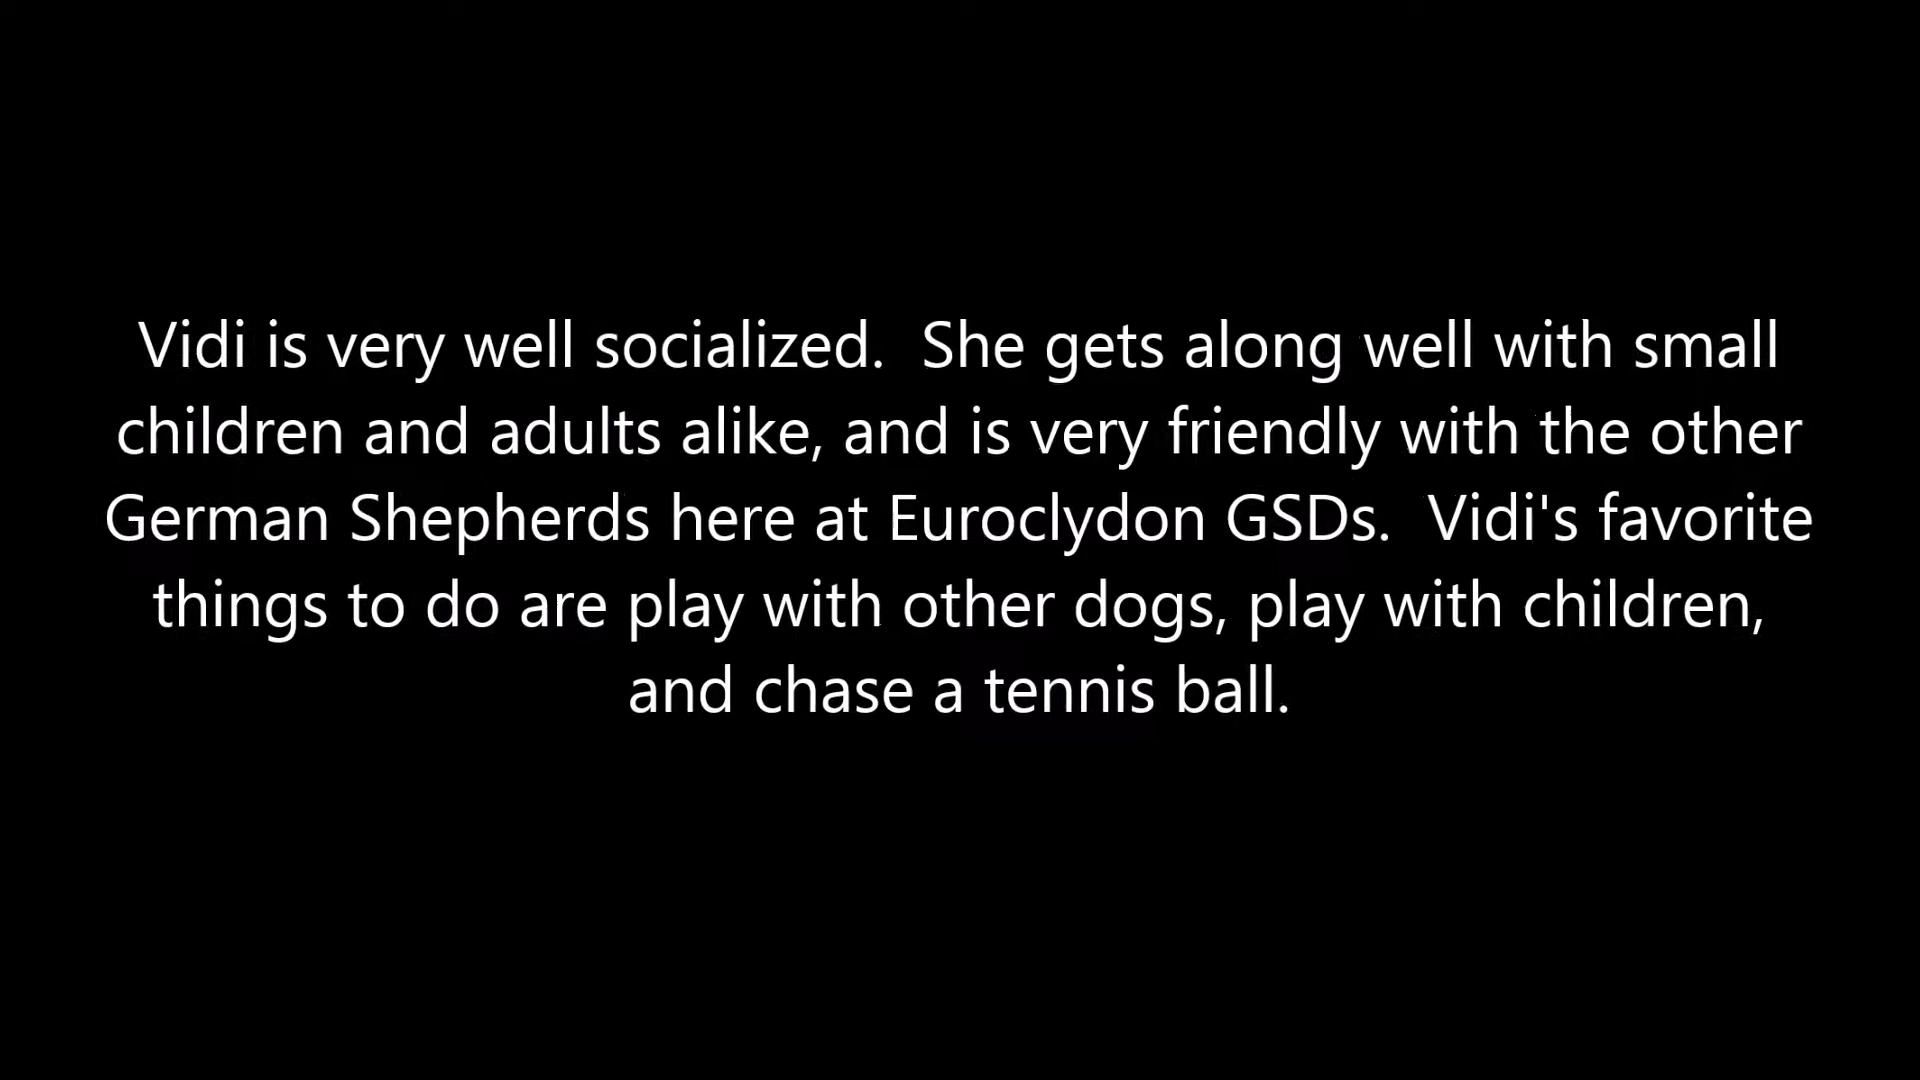 Vidi is very well socialized.  She gets along well with small
children and adults alike, and is very friendly with the other
German Shepherds here at Euroclydon GSDs.  Vidi's favorite
things to do are play with other dogs, play with children,
and chase a tennis ball.